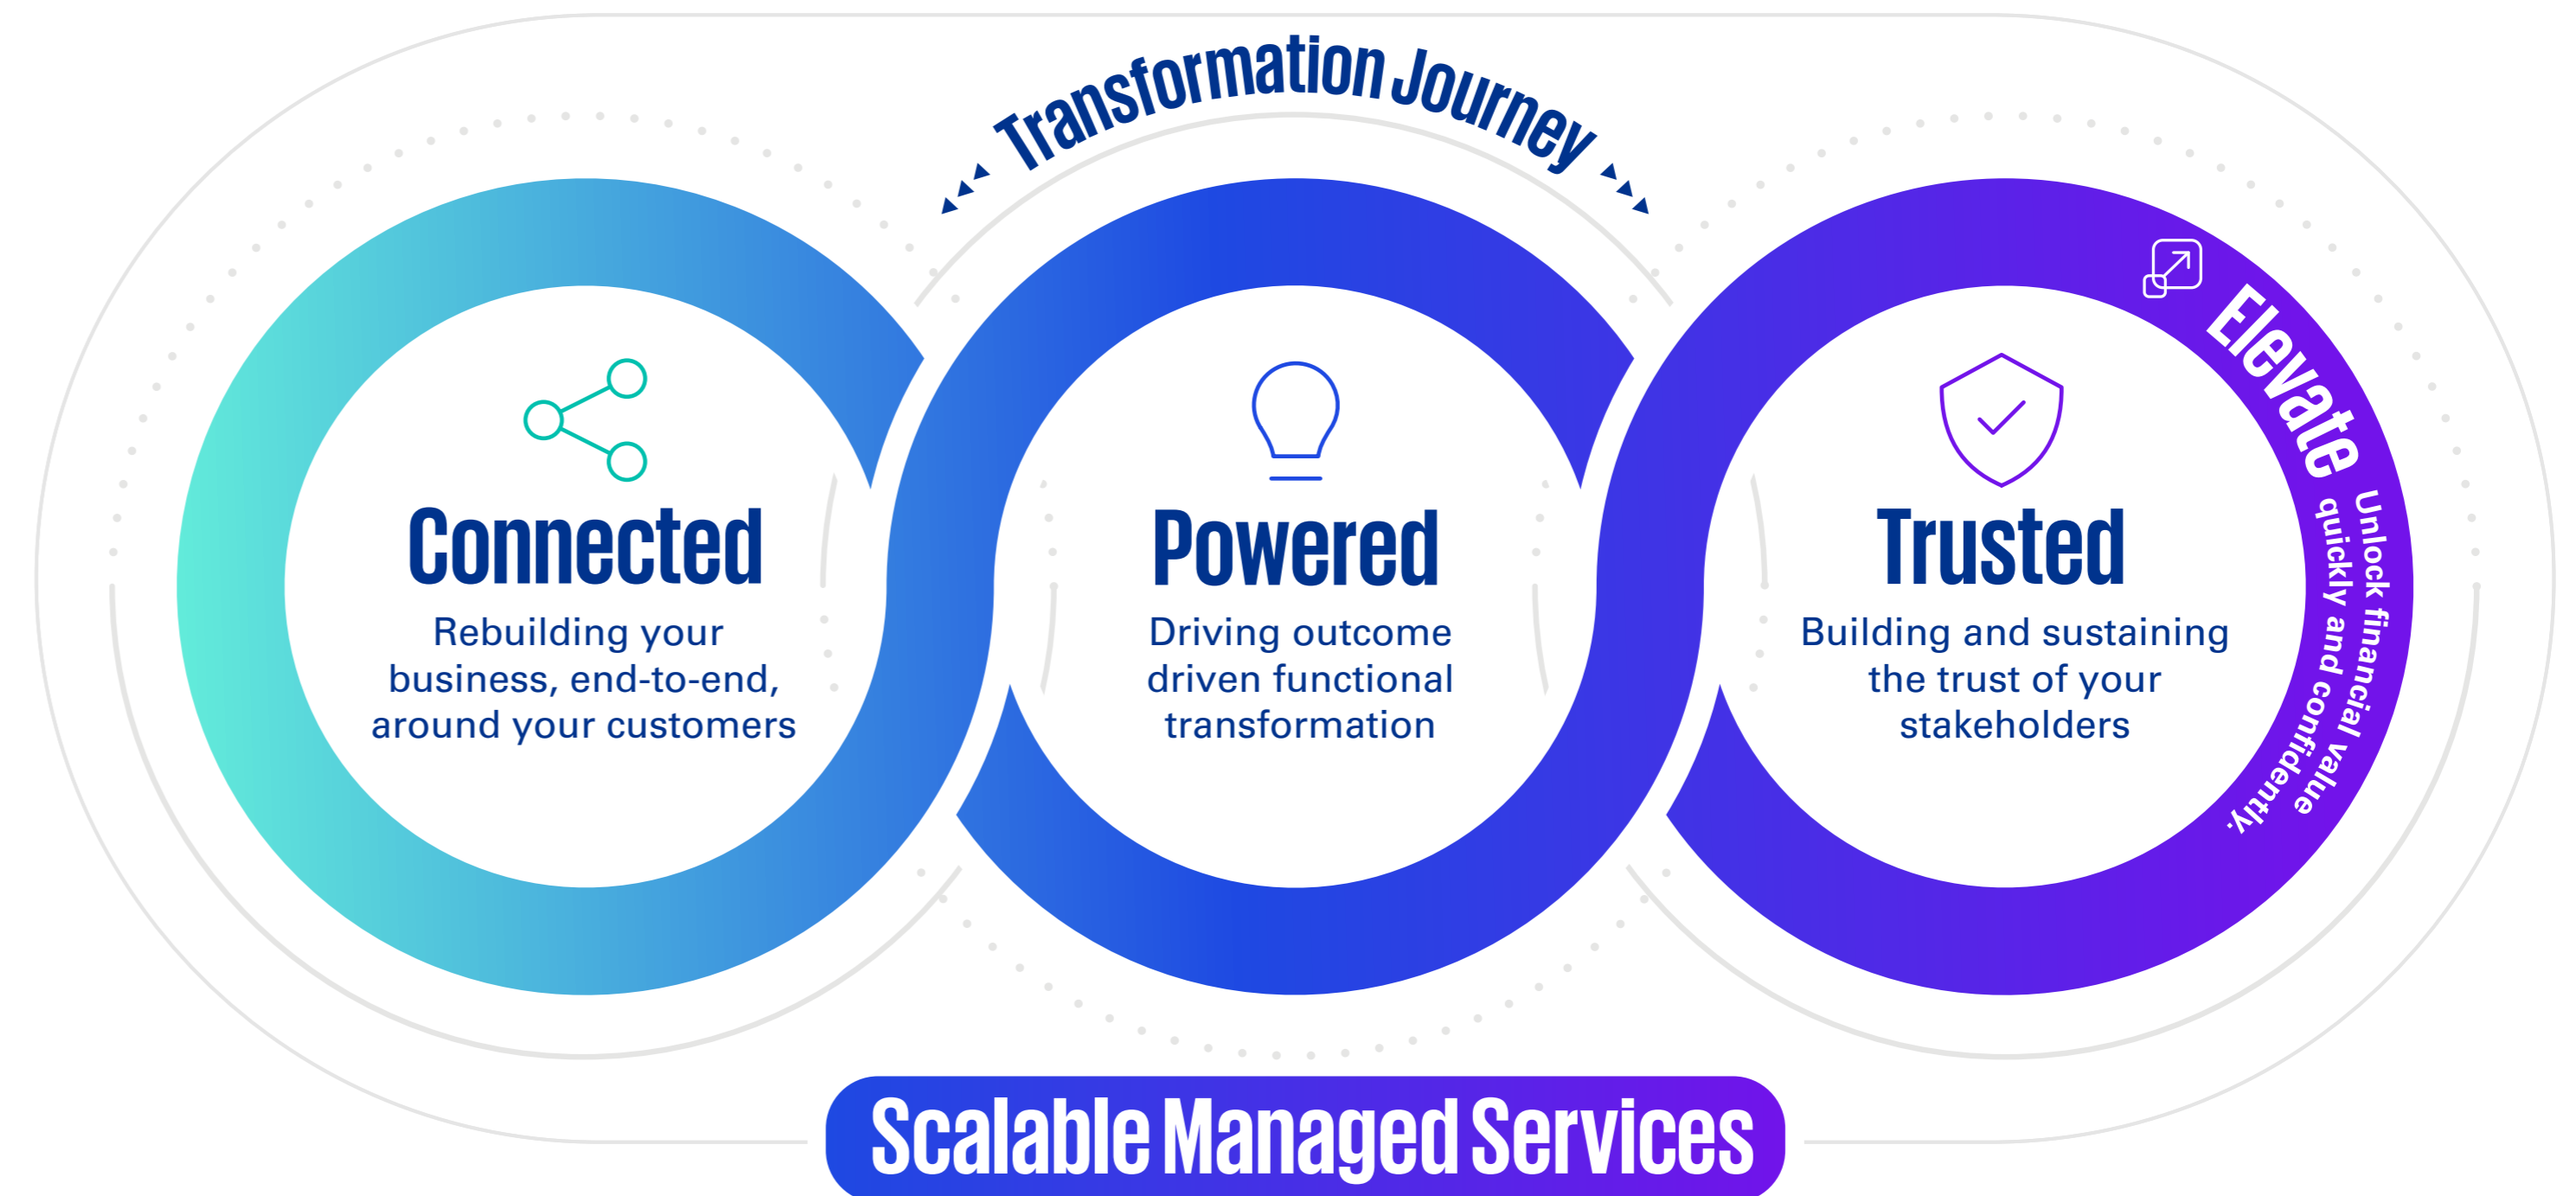 Transformation Journey
Connected
Rebuilding your
business, end-to-end,
around your customers
Powered
Driving outcome
driven functional
transformation
Trusted
Building and sustaining
the trust of your
stakeholders
Elevate
Unlock financial value
quickly and confidently.
Scalable Managed Services